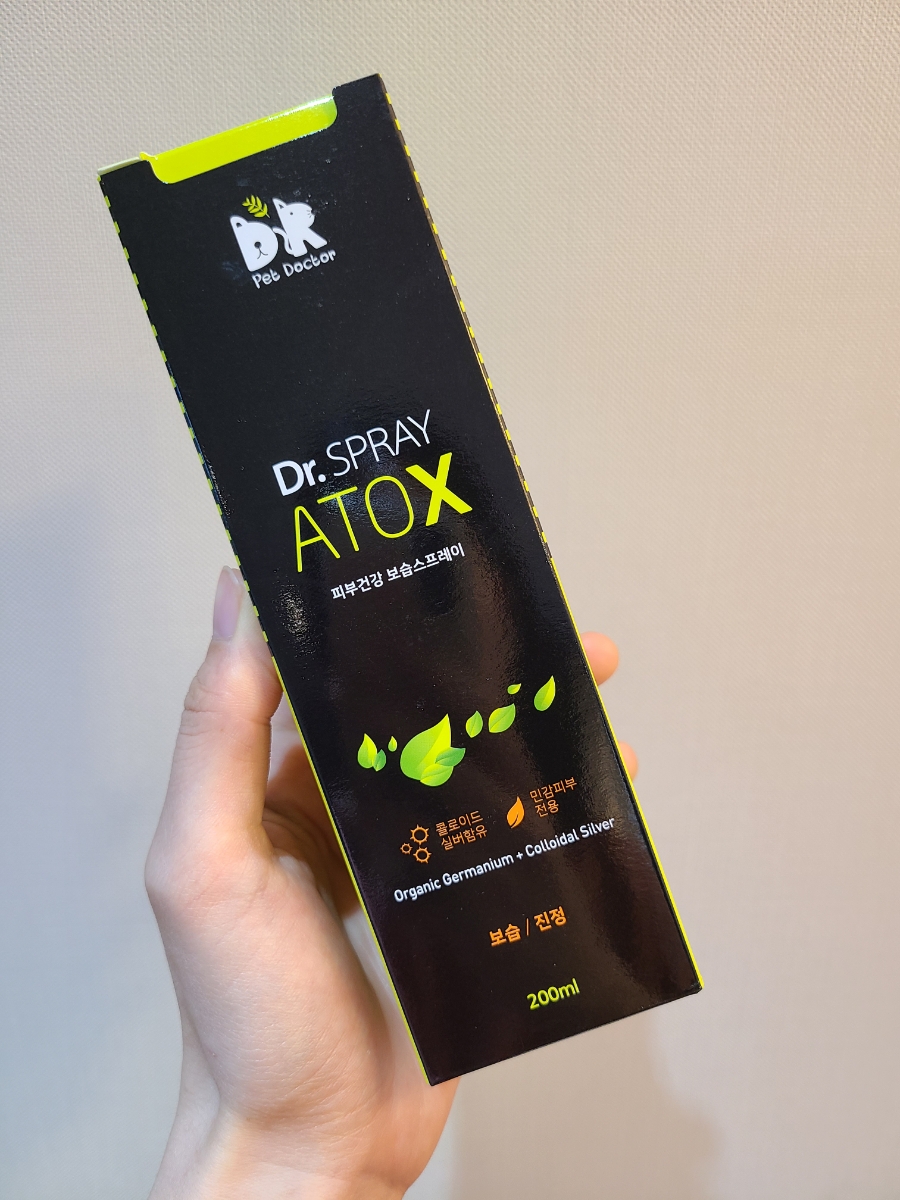 DR
Pet Doctor
Dr. SPRAY
ATOX
피부건강 보습스프레이
콜로이드
실버함유
민감피부
전용
Organic Germanium + Colloidal Silver
보습 / 진정
200ml